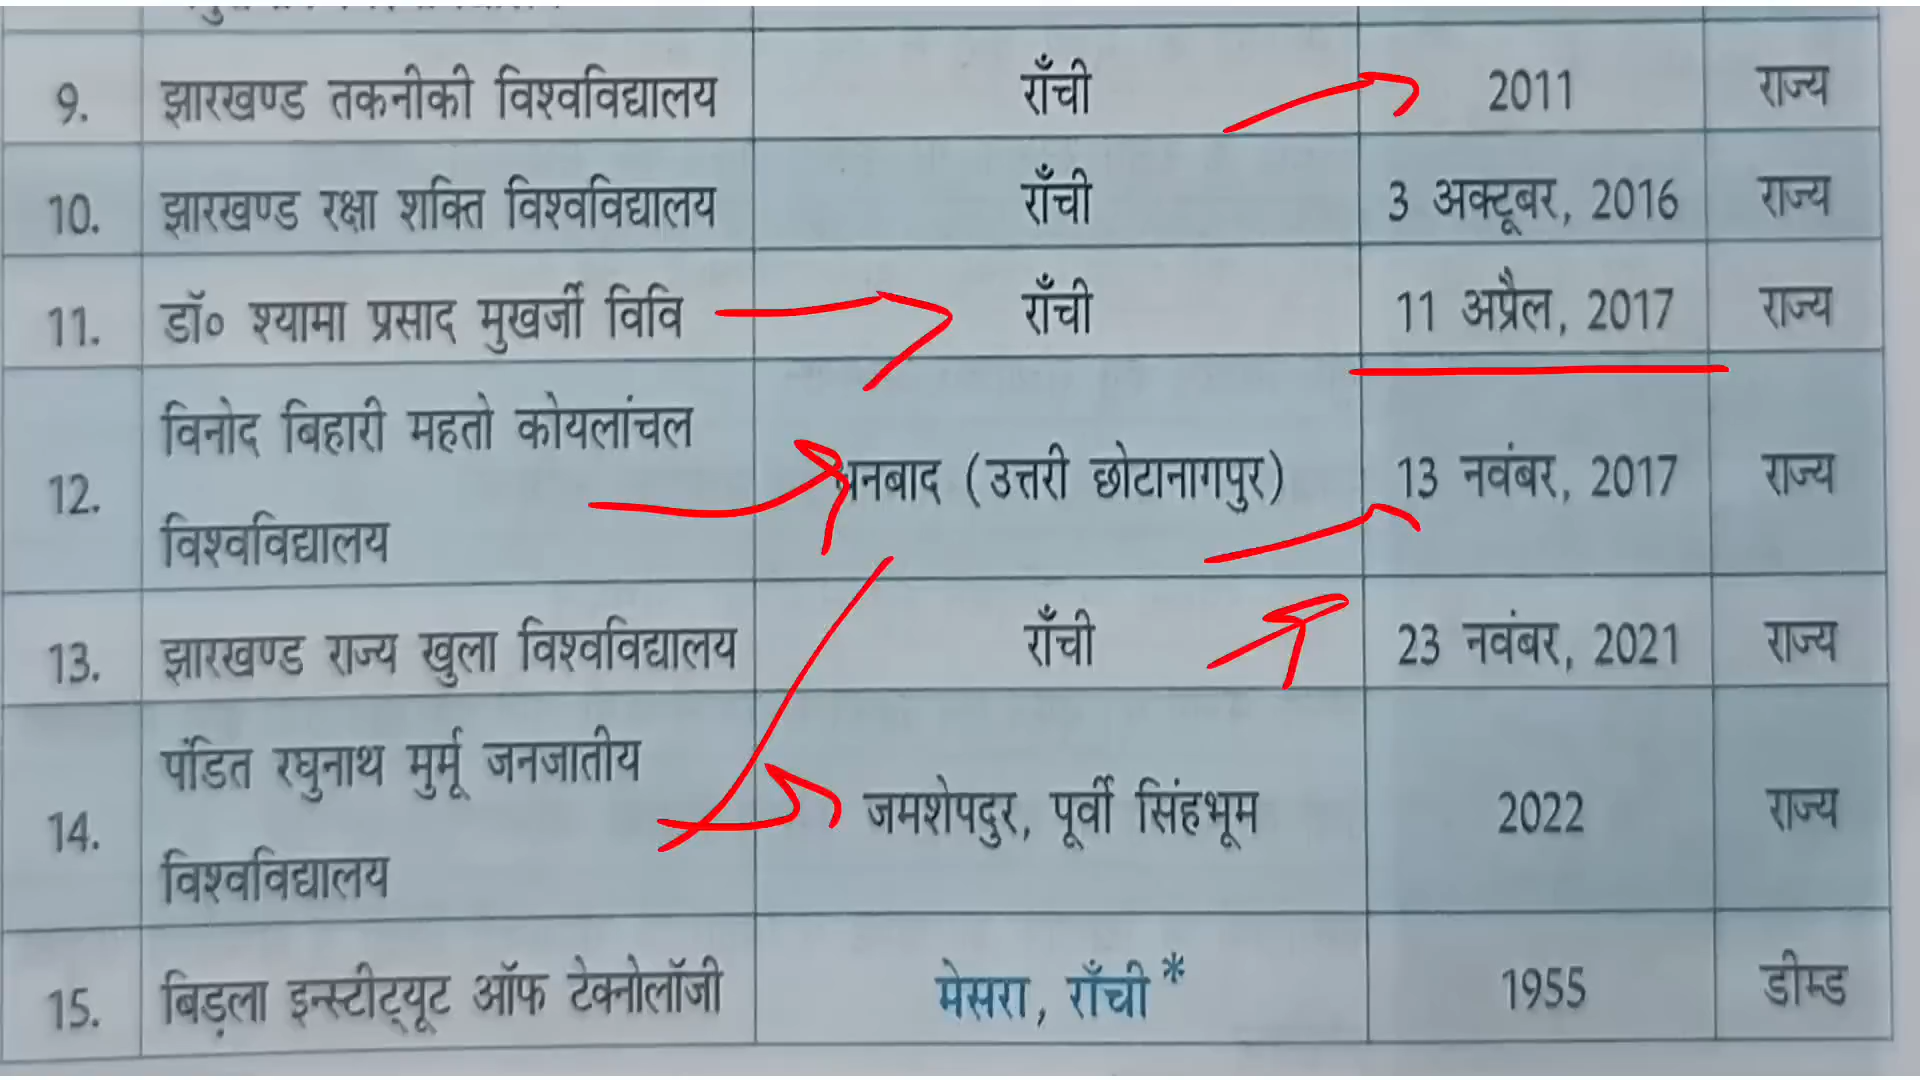 9. झारखण्ड तकनीकी विश्वविद्यालय राँची 2011 राज्य
10. झारखण्ड रक्षा शक्ति विश्वविद्यालय राँची 3 अक्टूबर, 2016 राज्य
11. डॉ० श्यामा प्रसाद मुखर्जी विवि राँची 11 अप्रैल, 2017 राज्य
विनोद बिहारी महतो कोयलांचल
12. धनबाद (उत्तरी छोटानागपुर) 13 नवंबर, 2017 राज्य
विश्वविद्यालय
13. झारखण्ड राज्य खुला विश्वविद्यालय राँची 23 नवंबर, 2021 राज्य
पंडित रघुनाथ मुर्मू जनजातीय
14. जमशेपदुर, पूर्वी सिंहभूम 2022 राज्य
विश्वविद्यालय
15. बिड़ला इन्स्टीट्यूट ऑफ टेक्नोलॉजी मेसरा, राँची* 1955 डीम्ड